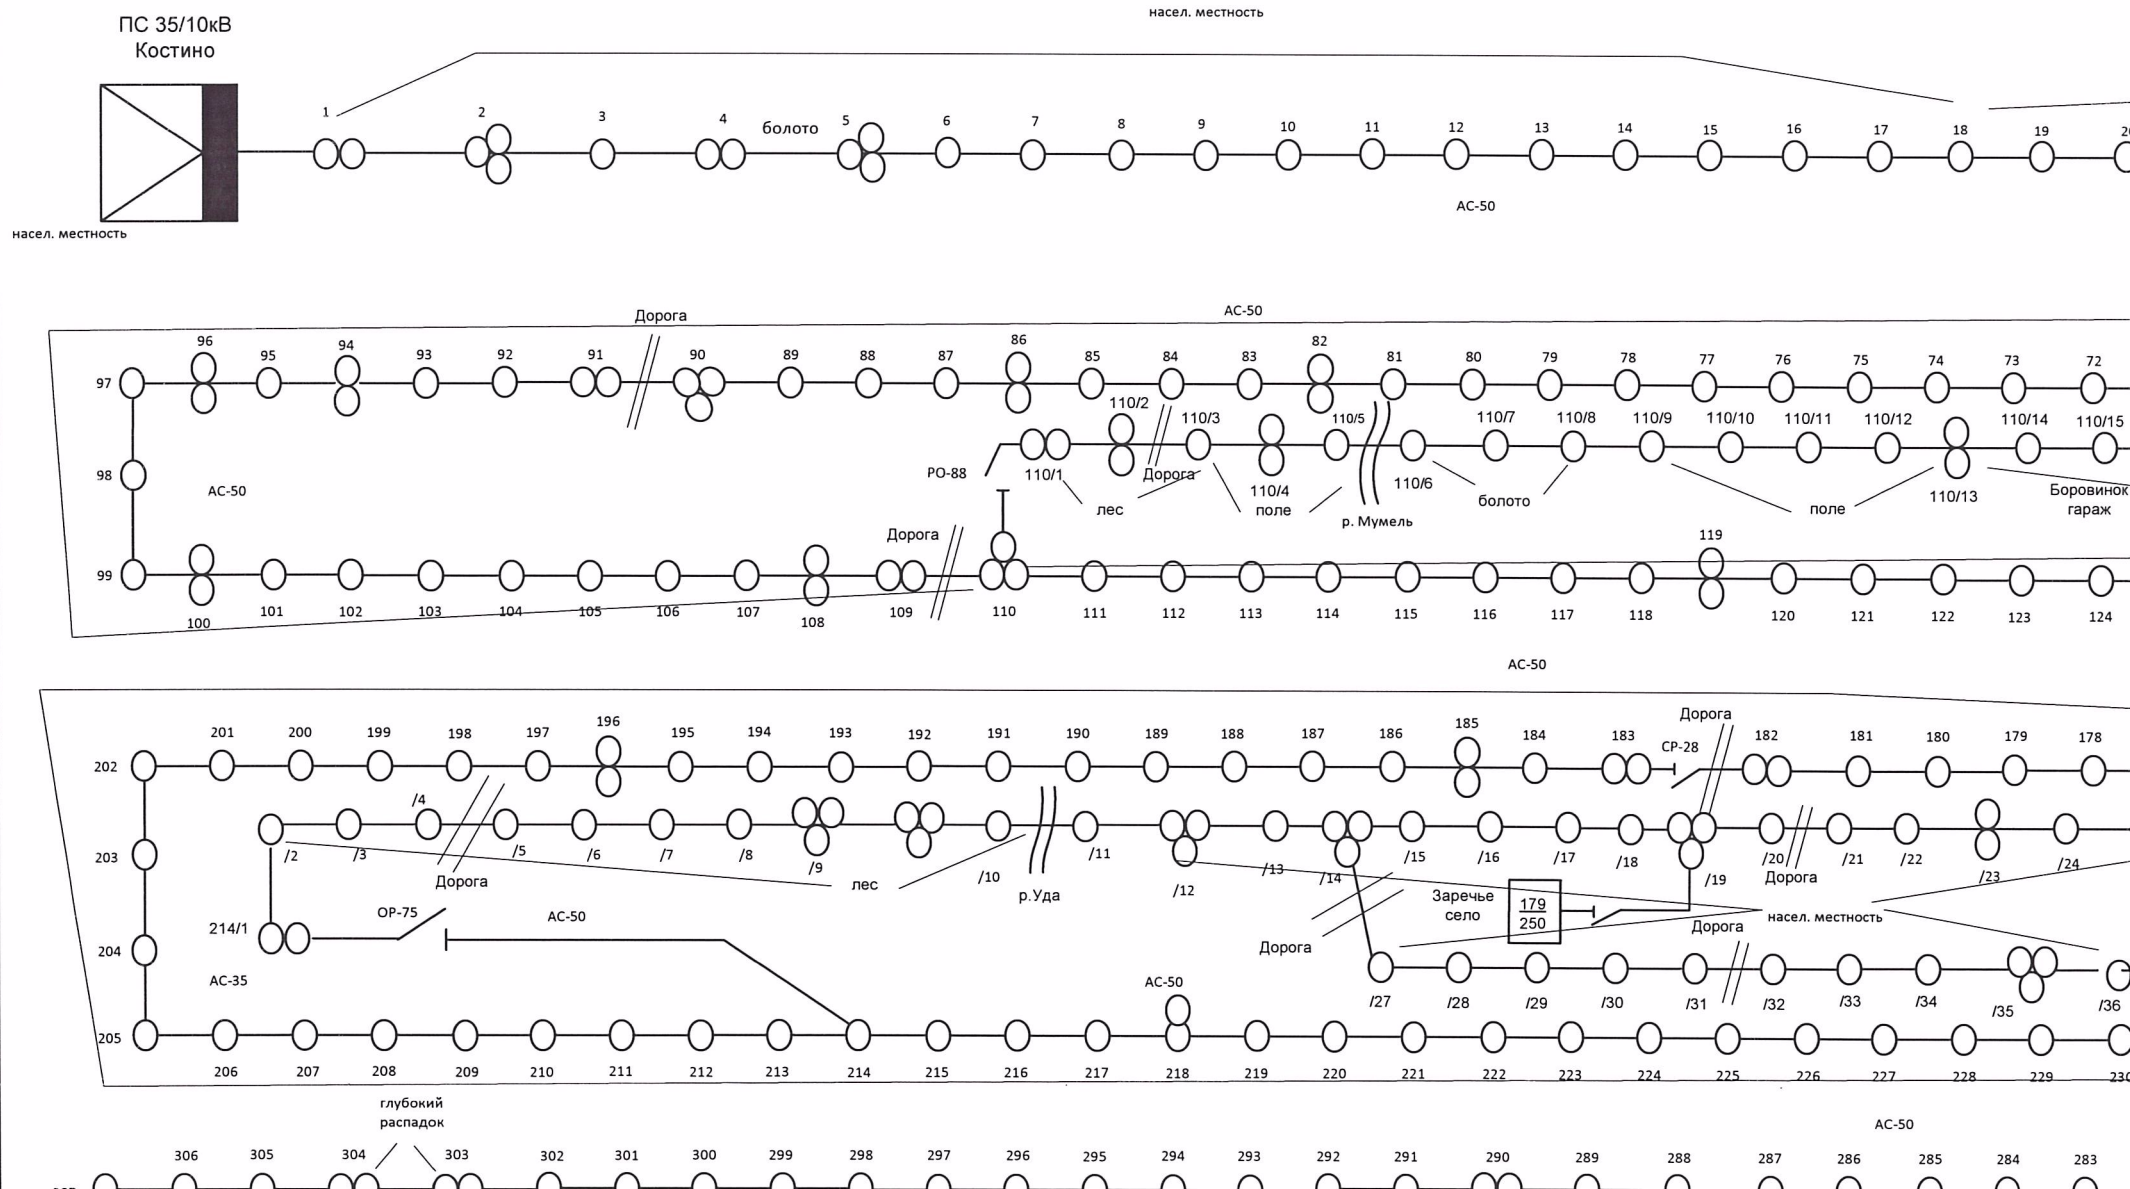 насел. местность
ПС 35/10кВ
Костино
1 2 3 4 болото 5 6 7 8 9 10 11 12 13 14 15 16 17 18 19
АС-50
насел. местность
АС-50
Дорога
96 95 94 93 92 91 90 89 88 87 86 85 84 83 82 81 80 79 78 77 76 75 74 73 72
97
110/2 110/3 110/5 110/7 110/8 110/9 110/10 110/11 110/12 110/14 110/15
98
АС-50
РО-88
110/1
Дорога
110/4
110/6
болото
110/13
Боровинок
гараж
лес
поле
р. Мумель
поле
Дорога
119
99
101 102 103 104 105 106 107 109 110 111 112 113 114 115 116 117 118 120 121 122 123 124
100
108
АС-50
Дорога
201 200 199 198 197 196 195 194 193 192 191 190 189 188 187 186 185 184 183 СР-28 182 181 180 179 178
202
/4
/2 /3 /5 /6 /7 /8 /9 /10 /11 /12 /13 /14 /15 /16 /17 /18 /19 /20 /21 /22 /23 /24
203
Дорога
лес
р.Уда
Дорога
Заречье
село
179
250
насел. местность
214/1
ОР-75
АС-50
Дорога
Дорога
204
АС-35
АС-50
/27 /28 /29 /30 /31 /32 /33 /34 /35 /36
205
206 207 208 209 210 211 212 213 214 215 216 217 218 219 220 221 222 223 224 225 226 227 228 229 230
глубокий
распадок
АС-50
306 305 304 303 302 301 300 299 298 297 296 295 294 293 292 291 290 289 288 287 286 285 284 283